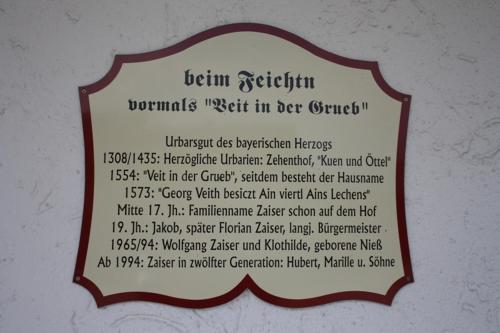 beim Feichtn
vormals "Veit in der Grueb"
Urbarsgut des bayerischen Herzogs
1308/1435: Herzögliche Urbarien: Zehenthof, "Kuen und Öttel"
1554: "Veit in der Grueb", seitdem besteht der Hausname
1573: "Georg Veith besiczt Ain viertl Ains Lechens"
Mitte 17. Jh.: Familienname Zaiser schon auf dem Hof
19. Jh.: Jakob, später Florian Zaiser, langj. Bürgermeister
1965/94: Wolfgang Zaiser und Klothilde, geborene Nieß
Ab 1994: Zaiser in zwölfter Generation: Hubert, Marille u. Söhne